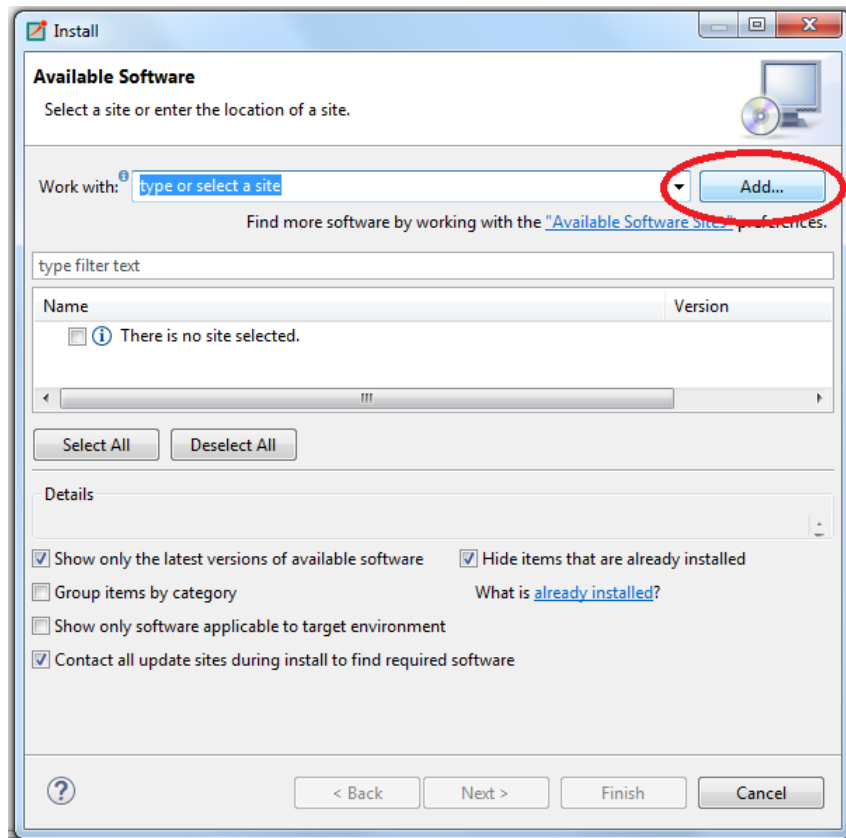 Install
Available Software
Select a site or enter the location of a site.
Work with: type or select a site Add...
Find more software by working with the "Available Software Sites" preferences.
type filter text
Name Version
There is no site selected.
Select All Deselect All
Details
Show only the latest versions of available software Hide items that are already installed
Group items by category What is already installed?
Show only software applicable to target environment
Contact all update sites during install to find required software
? < Back Next > Finish Cancel